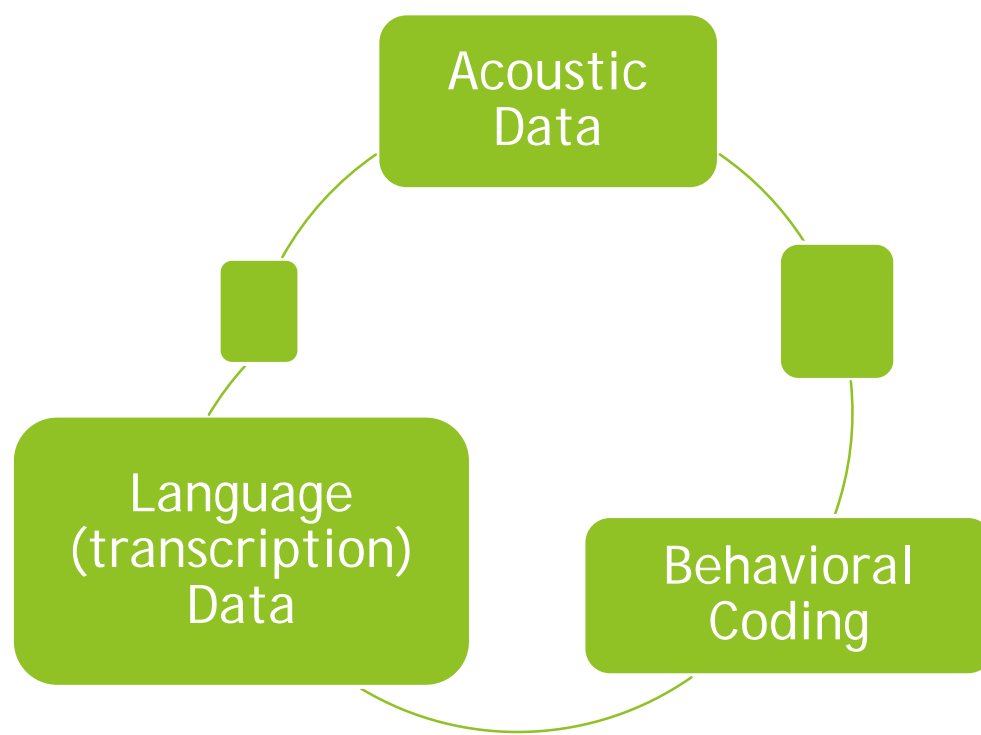 Acoustic
Data
Language
(transcription)
Data
Behavioral
Coding